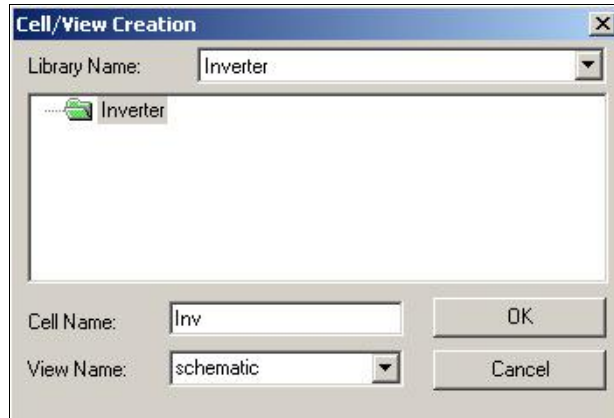 Cell/View Creation
Library Name: Inverter
Inverter
Cell Name: Inv OK
View Name: schematic Cancel